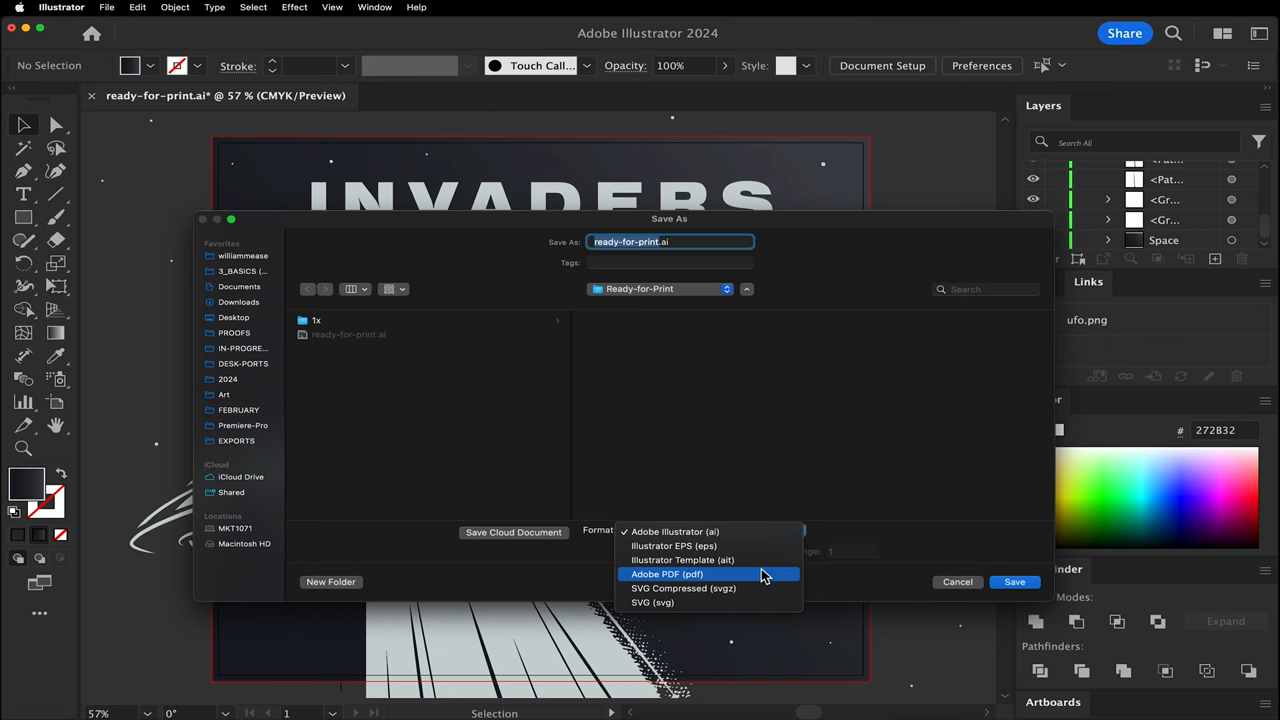 Illustrator File Edit Object Type Select Effect View Window Help
Adobe Illustrator 2024
Share
No Selection
Stroke:
Touch Call...
Opacity:
100%
Style:
Document Setup
Preferences
ready-for-print.ai* @ 57 % (CMYK/Preview)
Layers
Search All
INVADERS
<Pat...
<Pat...
<Gr...
<Gr...
Space
Save As
Save As:
ready-for-print.ai
Tags:
Ready-for-Print
Search
Favorites
williammease
3_BASICS (...
Documents
Downloads
Desktop
PROOFS
IN-PROGRE...
DESK-PORTS
2024
Art
FEBRUARY
Premiere-Pro
EXPORTS
iCloud
iCloud Drive
Shared
Locations
MKT1071
Macintosh HD
1x
ready-for-print.ai
Save Cloud Document
Format
Adobe Illustrator (ai)
Illustrator EPS (eps)
Illustrator Template (ait)
Adobe PDF (pdf)
SVG Compressed (svgz)
SVG (svg)
nge:
1
New Folder
Cancel
Save
Links
ufo.png
or
#
272B32
inder
Shape Modes:
Expand
Pathfinders:
Artboards
57%
0°
1
Selection